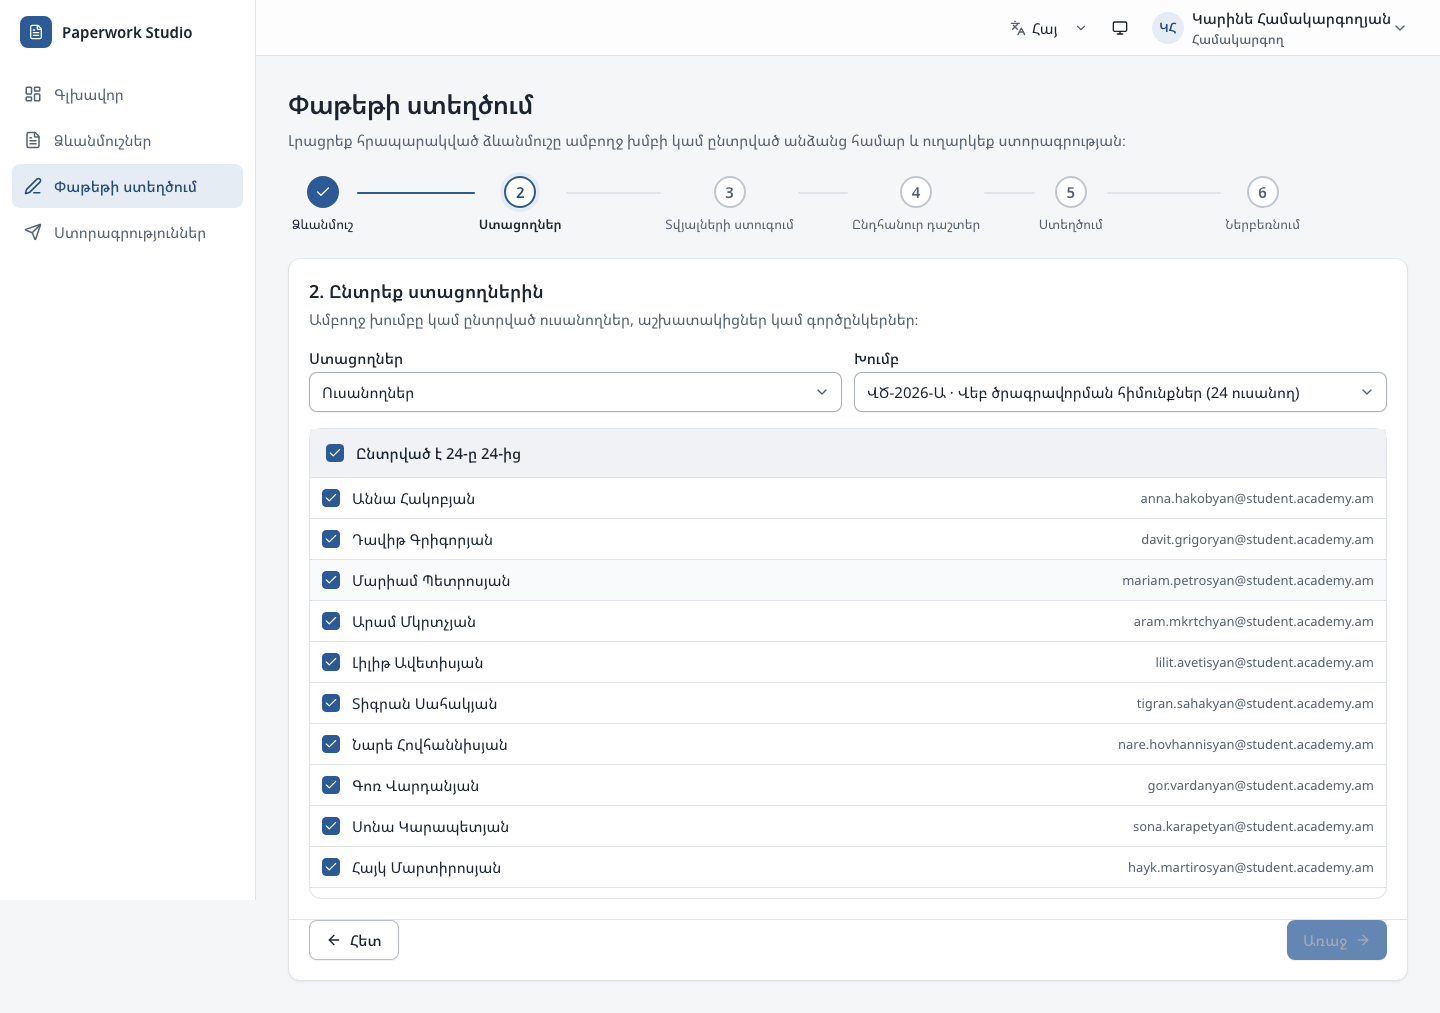 Paperwork Studio
Հայ
ԿՀ
Կարինե Համակարգողյան
Համակարգող
Գլխավոր
Ձևանմուշներ
Փաթեթի ստեղծում
Ստորագրություններ
Փաթեթի ստեղծում
Լրացրեք հրապարակված ձևանմուշը ամբողջ խմբի կամ ընտրված անձանց համար և ուղարկեք ստորագրության։
2
3
4
5
6
Ձևանմուշ
Ստացողներ
Տվյալների ստուգում
Ընդհանուր դաշտեր
Ստեղծում
Ներբեռնում
2. Ընտրեք ստացողներին
Ամբողջ խումբը կամ ընտրված ուսանողներ, աշխատակիցներ կամ գործընկերներ։
Ստացողներ
Խումբ
Ուսանողներ
ՎԾ-2026-Ա · Վեբ ծրագրավորման հիմունքներ (24 ուսանող)
Ընտրված է 24-ը 24-ից
Աննա Հակոբյան anna.hakobyan@student.academy.am
Դավիթ Գրիգորյան davit.grigoryan@student.academy.am
Մարիամ Պետրոսյան mariam.petrosyan@student.academy.am
Արամ Մկրտչյան aram.mkrtchyan@student.academy.am
Լիլիթ Ավետիսյան lilit.avetisyan@student.academy.am
Տիգրան Սահակյան tigran.sahakyan@student.academy.am
Նարե Հովհաննիսյան nare.hovhannisyan@student.academy.am
Գոռ Վարդանյան gor.vardanyan@student.academy.am
Սոնա Կարապետյան sona.karapetyan@student.academy.am
Հայկ Մարտիրոսյան hayk.martirosyan@student.academy.am
Հետ
Առաջ